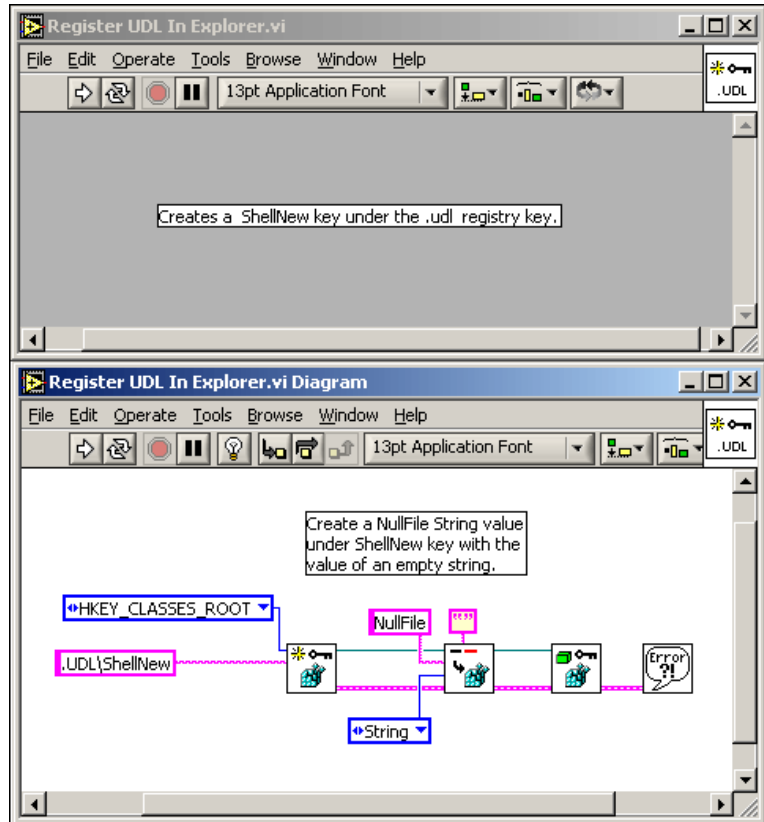 Register UDL In Explorer.vi
File Edit Operate Tools Browse Window Help
13pt Application Font
.UDL
Creates a ShellNew key under the .udl registry key.
Register UDL In Explorer.vi Diagram
File Edit Operate Tools Browse Window Help
13pt Application Font
.UDL
Create a NullFile String value
under ShellNew key with the
value of an empty string.
HKEY_CLASSES_ROOT
NullFile
""
.UDL\ShellNew
Error
?!
String